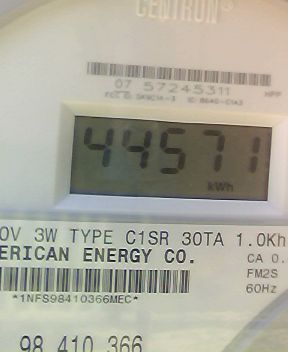 CENTRON®
07 57245311
44571
kWh
0V 3W TYPE C1SR 30TA 1.0Kh
ERICAN ENERGY CO.
CA 0.
FM2S
*1NFS98410366MEC*
60Hz
98 410 366